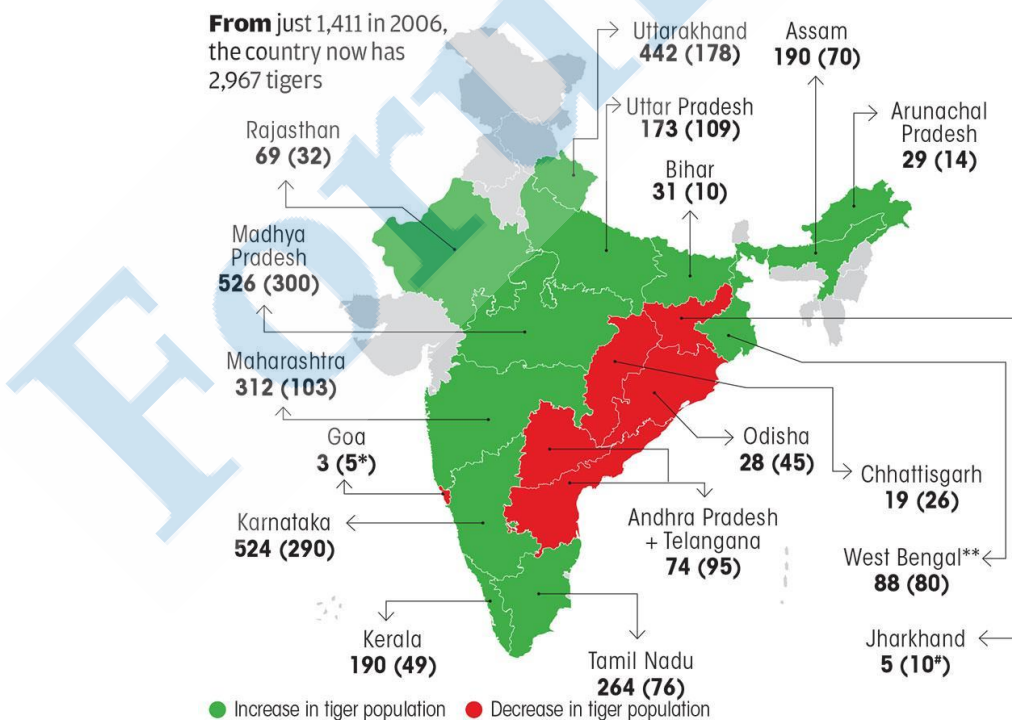 From just 1,411 in 2006,
the country now has
2,967 tigers
Uttarakhand
442 (178)
Assam
190 (70)
Uttar Pradesh
173 (109)
Arunachal
Pradesh
29 (14)
Rajasthan
69 (32)
Bihar
31 (10)
Madhya
Pradesh
526 (300)
Maharashtra
312 (103)
Goa
3 (5*)
Odisha
28 (45)
Chhattisgarh
19 (26)
Karnataka
524 (290)
Andhra Pradesh
+ Telangana
74 (95)
West Bengal**
88 (80)
Kerala
190 (49)
Tamil Nadu
264 (76)
Jharkhand
5 (10#)
Increase in tiger population
Decrease in tiger population